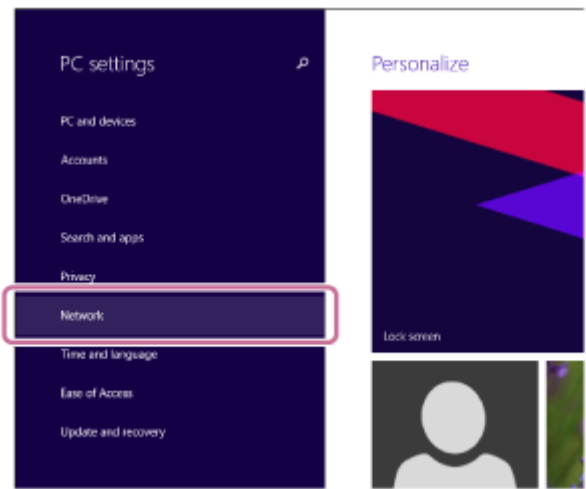 PC settings
Personalize
PC and devices
Accounts
OneDrive
Search and apps
Privacy
Network
Time and language
Ease of Access
Update and recovery
Lock screen